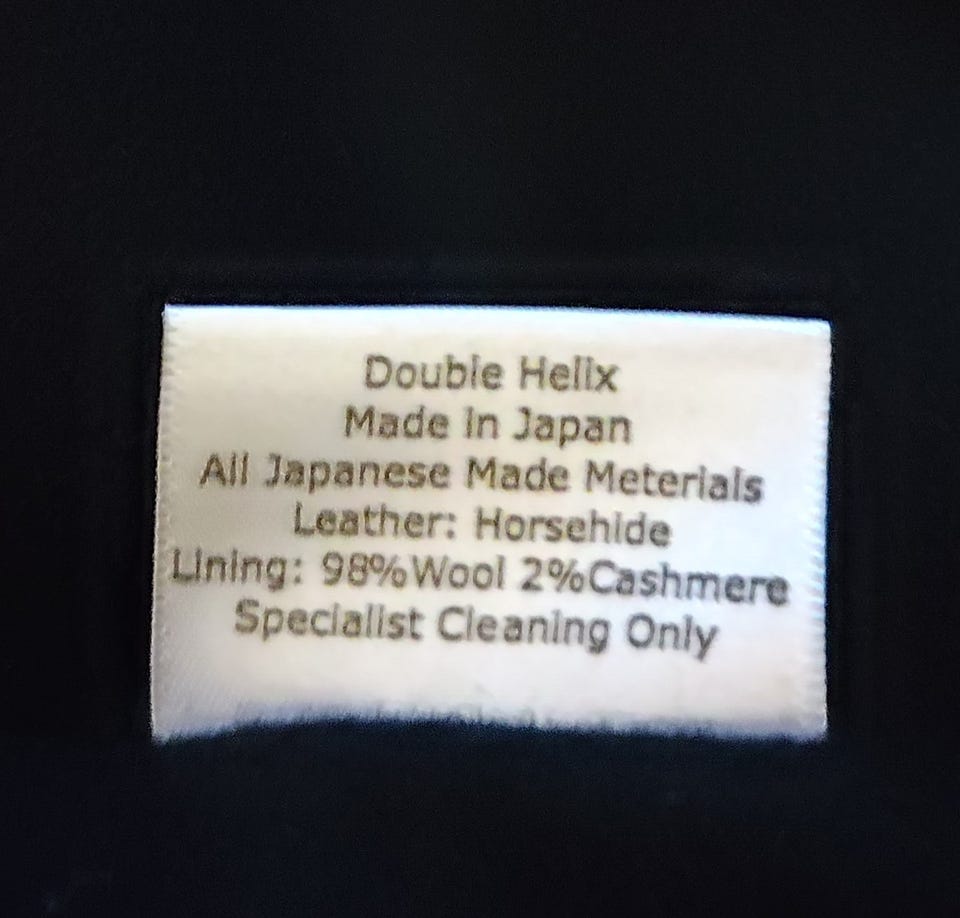 Double Helix
Made in Japan
All Japanese Made Meterials
Leather: Horsehide
Lining: 98%Wool 2%Cashmere
Specialist Cleaning Only